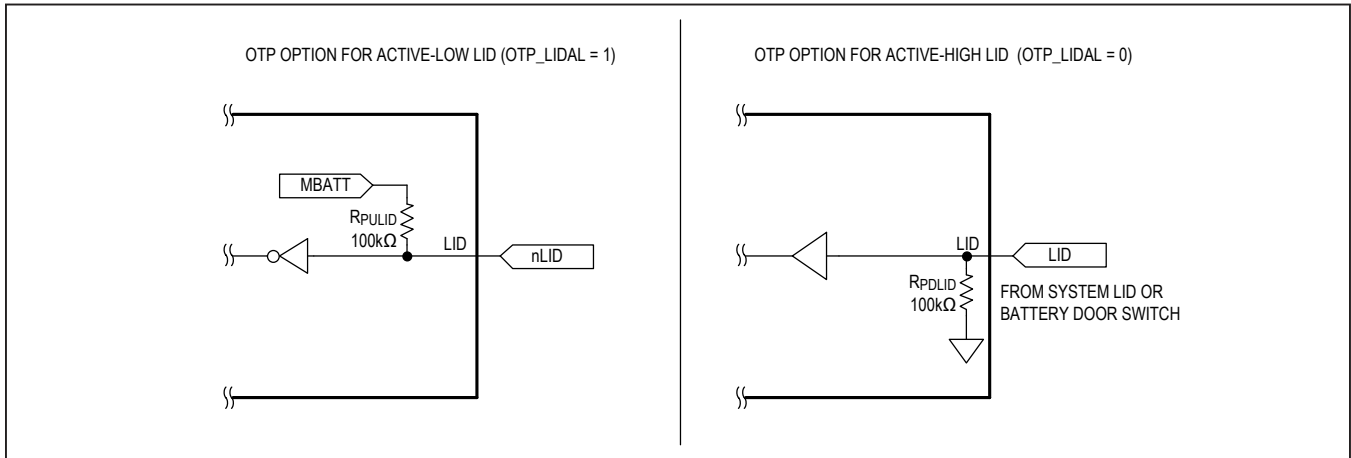 OTP OPTION FOR ACTIVE-LOW LID (OTP_LIDAL = 1)
MBATT
RPULID
100kΩ
LID
nLID
OTP OPTION FOR ACTIVE-HIGH LID (OTP_LIDAL = 0)
LID
LID
RPDLID
100kΩ
FROM SYSTEM LID OR
BATTERY DOOR SWITCH